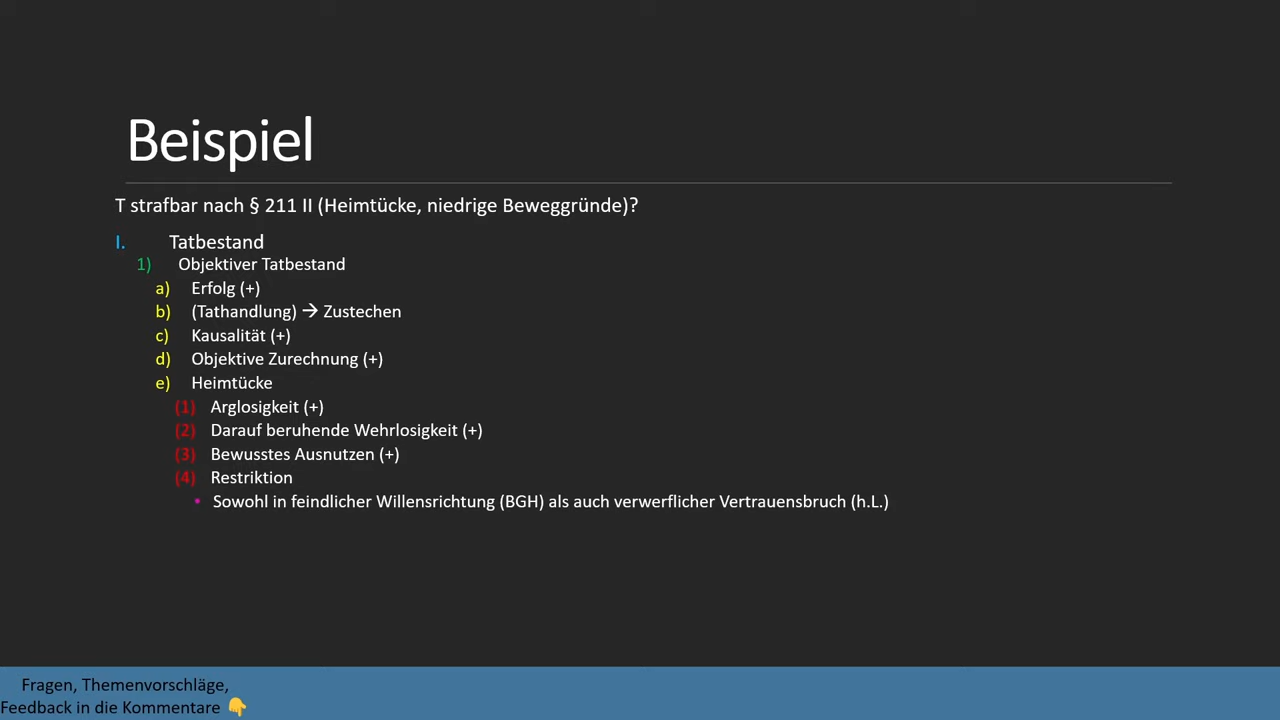 Beispiel
T strafbar nach § 211 II (Heimtücke, niedrige Beweggründe)?
I. Tatbestand
1) Objektiver Tatbestand
a) Erfolg (+)
b) (Tathandlung) → Zustechen
c) Kausalität (+)
d) Objektive Zurechnung (+)
e) Heimtücke
(1) Arglosigkeit (+)
(2) Darauf beruhende Wehrlosigkeit (+)
(3) Bewusstes Ausnutzen (+)
(4) Restriktion
• Sowohl in feindlicher Willensrichtung (BGH) als auch verwerflicher Vertrauensbruch (h.L.)
Fragen, Themenvorschläge,
Feedback in die Kommentare 👇